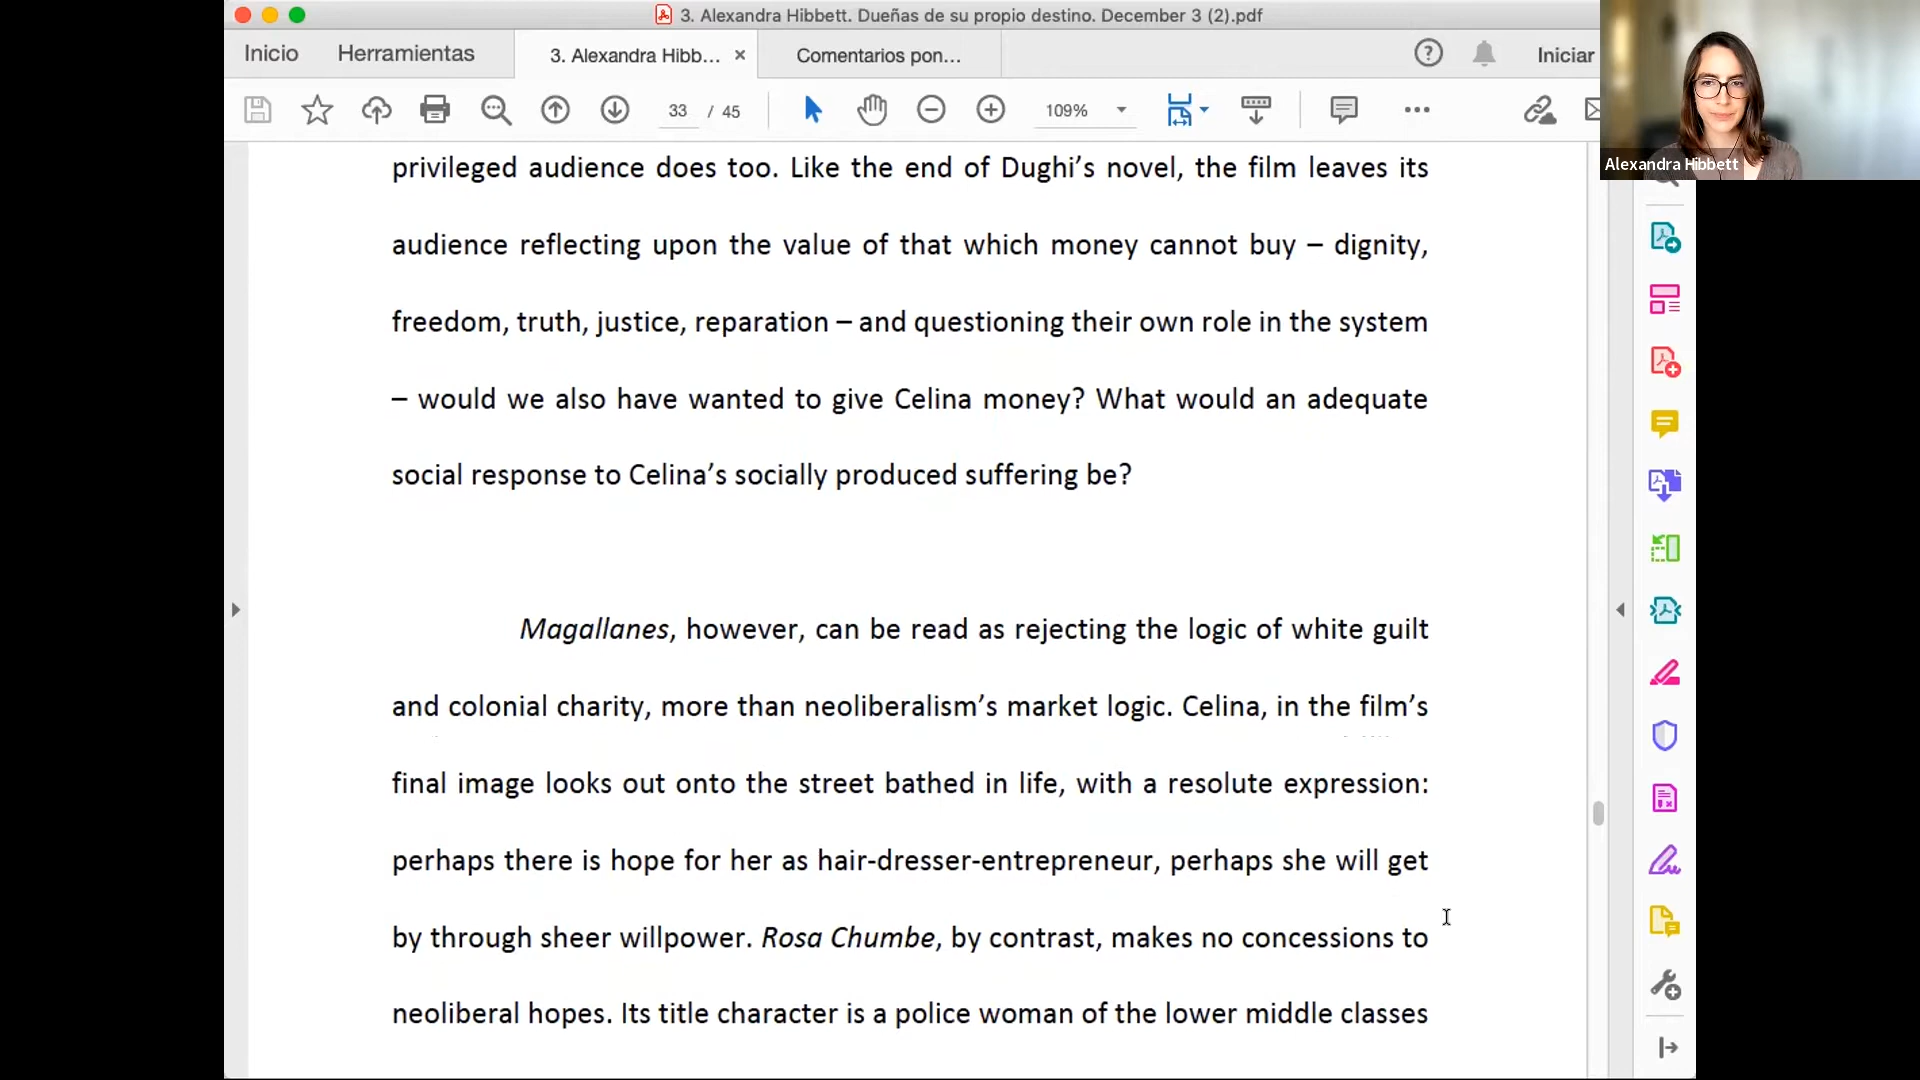 3. Alexandra Hibbett. Dueñas de su propio destino. December 3 (2).pdf
Inicio Herramientas 3. Alexandra Hibb... × Comentarios pon... Iniciar
33 / 45 109%
Alexandra Hibbett
privileged audience does too. Like the end of Dughi’s novel, the film leaves its
audience reflecting upon the value of that which money cannot buy – dignity,
freedom, truth, justice, reparation – and questioning their own role in the system
– would we also have wanted to give Celina money? What would an adequate
social response to Celina’s socially produced suffering be?
Magallanes, however, can be read as rejecting the logic of white guilt
and colonial charity, more than neoliberalism’s market logic. Celina, in the film’s
final image looks out onto the street bathed in life, with a resolute expression:
perhaps there is hope for her as hair-dresser-entrepreneur, perhaps she will get
by through sheer willpower. Rosa Chumbe, by contrast, makes no concessions to
neoliberal hopes. Its title character is a police woman of the lower middle classes